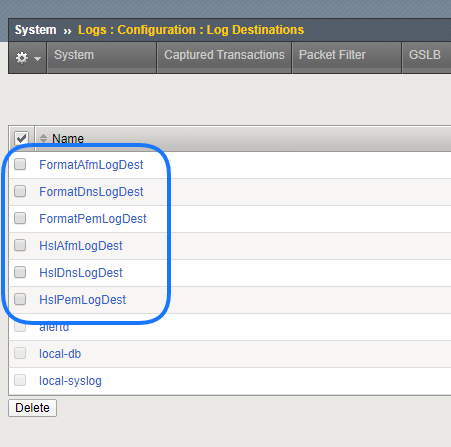 System ›› Logs : Configuration : Log Destinations
System Captured Transactions Packet Filter GSLB
Name
FormatAfmLogDest
FormatDnsLogDest
FormatPemLogDest
HslAfmLogDest
HslDnsLogDest
HslPemLogDest
alertd
local-db
local-syslog
Delete